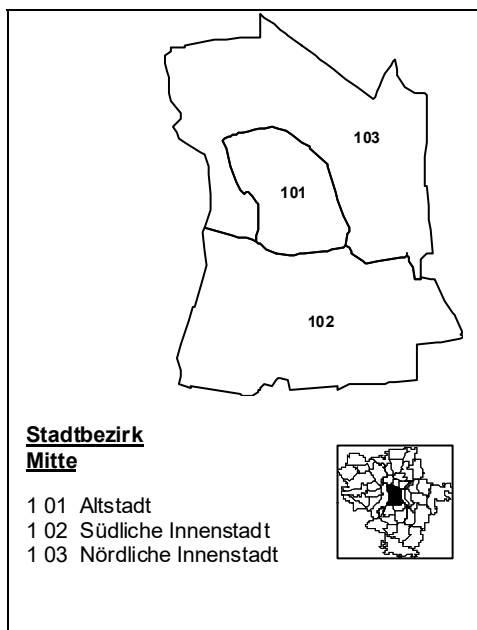 103
101
102
Stadtbezirk
Mitte
1 01 Altstadt
1 02 Südliche Innenstadt
1 03 Nördliche Innenstadt